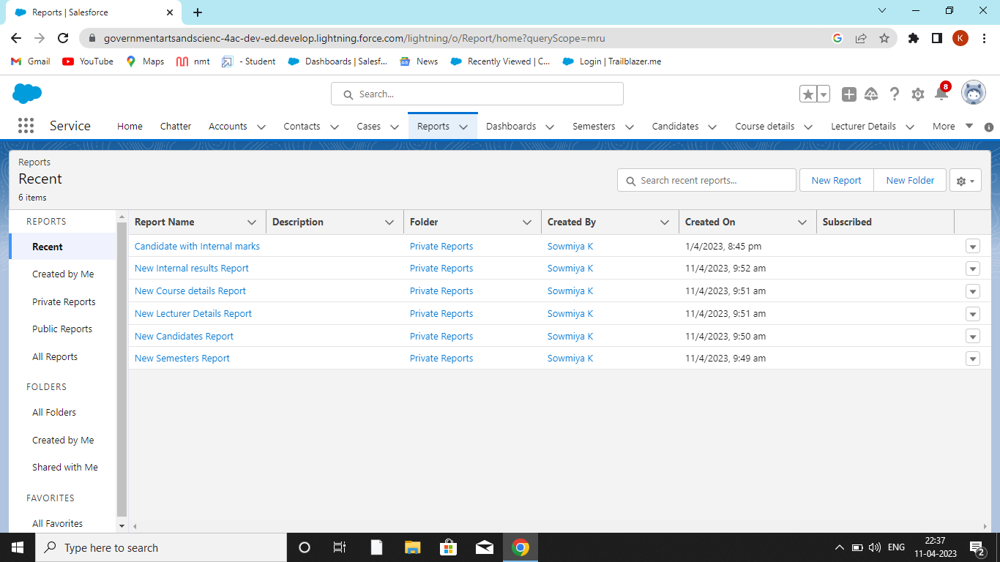 Reports | Salesforce
governmentartsandscienc-4ac-dev-ed.develop.lightning.force.com/lightning/o/Report/home?queryScope=mru
K
Gmail YouTube Maps nmt - Student Dashboards | Salesf... News Recently Viewed | C... Login | Trailblazer.me
Search...
8
Service Home Chatter Accounts Contacts Cases Reports Dashboards Semesters Candidates Course details Lecturer Details More
Reports
Recent
6 items
Search recent reports...
New Report
New Folder
REPORTS
Recent
Created by Me
Private Reports
Public Reports
All Reports
FOLDERS
All Folders
Created by Me
Shared with Me
FAVORITES
All Favorites
Report Name Description Folder Created By Created On Subscribed
Candidate with Internal marks Private Reports Sowmiya K 1/4/2023, 8:45 pm
New Internal results Report Private Reports Sowmiya K 11/4/2023, 9:52 am
New Course details Report Private Reports Sowmiya K 11/4/2023, 9:51 am
New Lecturer Details Report Private Reports Sowmiya K 11/4/2023, 9:51 am
New Candidates Report Private Reports Sowmiya K 11/4/2023, 9:50 am
New Semesters Report Private Reports Sowmiya K 11/4/2023, 9:49 am
Type here to search
ENG
22:37
11-04-2023
2